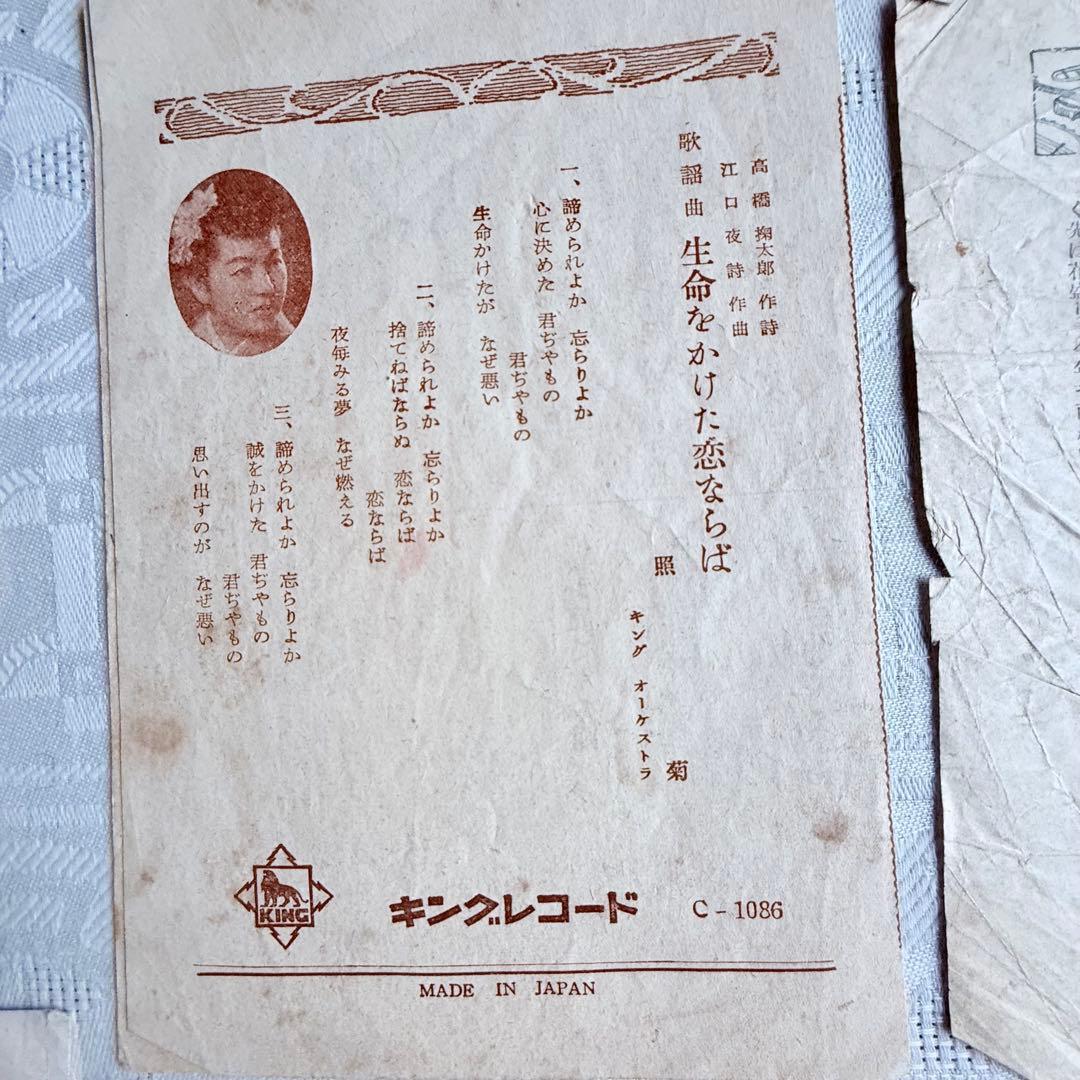 高橋掬太郎 作詩
江口夜詩 作曲
歌謡曲 生命をかけた恋ならば
照菊
キング オーケストラ
一、諦められよか 忘らりよか
心に決めた 君ぢやもの
君ぢやもの
生命かけたが なぜ悪い
二、諦められよか 忘らりよか
捨てねばならぬ 恋ならば
恋ならば
夜毎みる夢 なぜ燃える
三、諦められよか 忘らりよか
誠をかけた 君ぢやもの
君ぢやもの
思い出すのが なぜ悪い
KING
キングレコード C-1086
MADE IN JAPAN